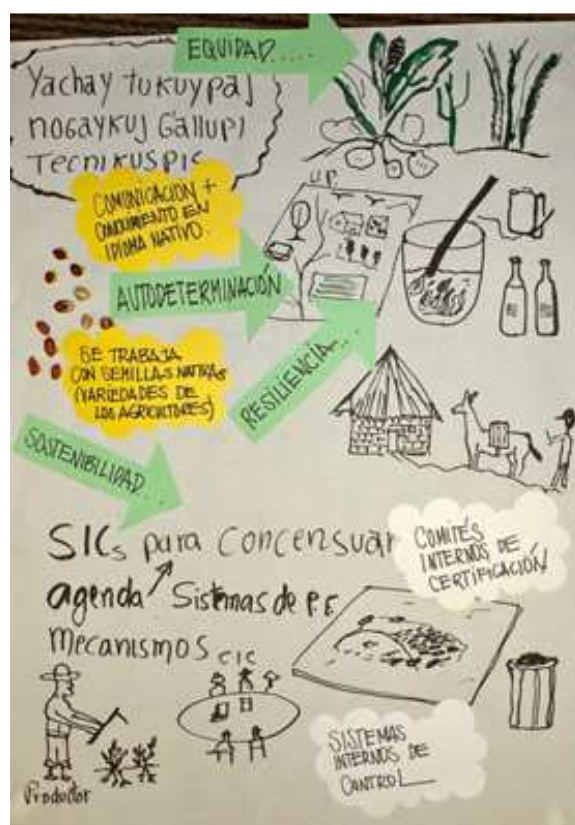 EQUIDAD.....
Yachay tukuypaj
nogaykuj Gallupi
Tecnikuspis
COMUNICACIÓN +
CONOCIMIENTO EN
IDIOMA NATIVO.
U.P.
AUTODETERMINACIÓN
SE TRABAJA
CON SEMILLAS NATIVAS
(VARIEDADES DE
LOS AGRICULTORES)
RESILIENCIA...
SOSTENIBILIDAD...
SICs para concensuar
agenda Sistemas de
Mecanismos
COMITÉS
INTERNOS DE
CERTIFICACIÓN
CIC
SISTEMAS
INTERNOS DE
CONTROL
Productor